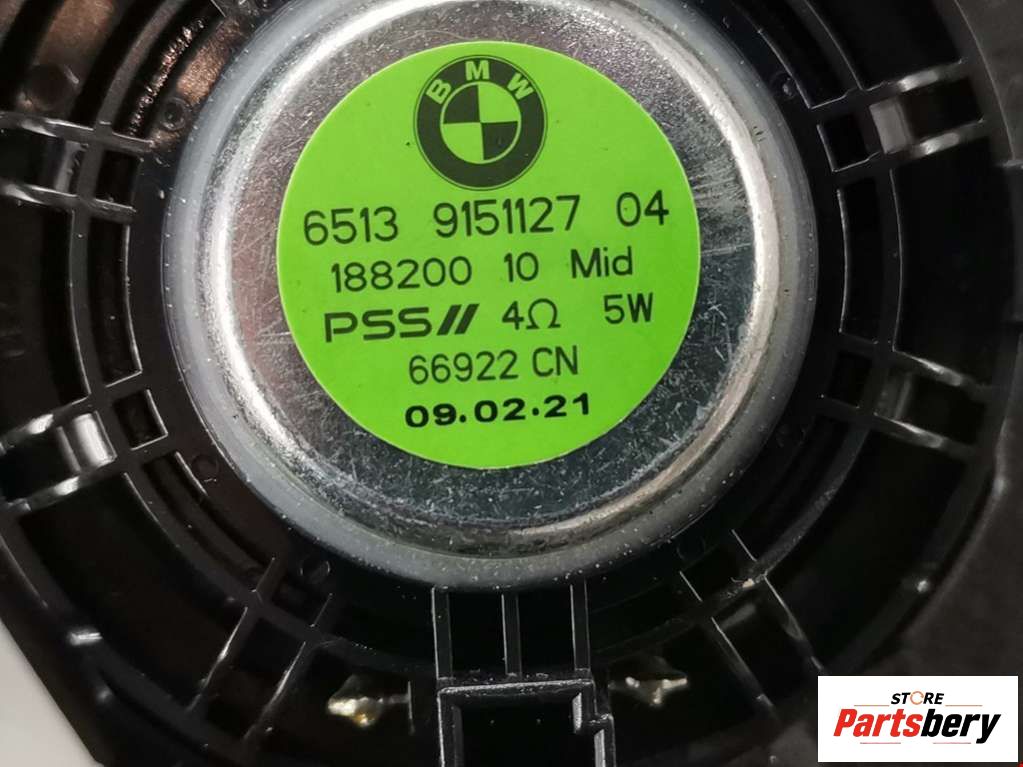 BMW
6513 9151127 04
188200 10 Mid
PSS// 4Ω 5W
66922 CN
09.02.21
STORE
Partsbery